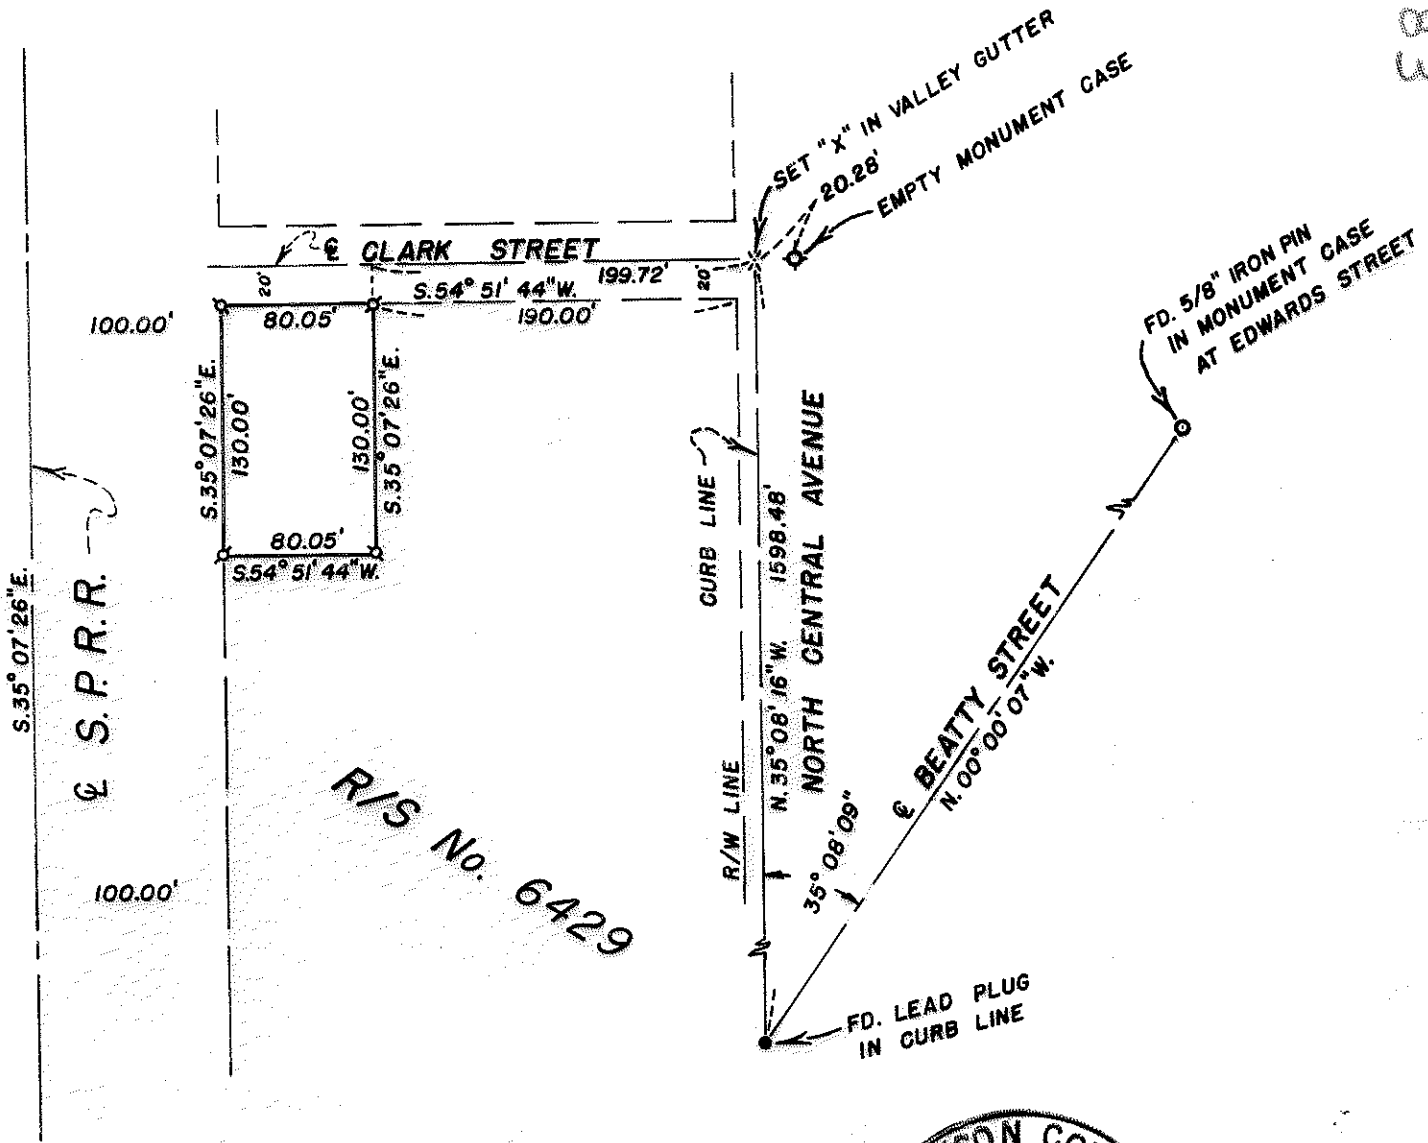 83
SET "X" IN VALLEY GUTTER
20.28'
EMPTY MONUMENT CASE
FD. 5/8" IRON PIN
IN MONUMENT CASE
AT EDWARDS STREET
℄ CLARK STREET
199.72'
20'
20'
S.54° 51' 44"W.
100.00'
80.05'
190.00'
S.35° 07' 26"E.
130.00'
130.00'
S.35° 07' 26"E.
80.05'
S.54° 51' 44"W.
S.35° 07' 26"E.
℄ S.P.R.R.
CURB LINE
N.35° 08' 16"W. 1598.48'
NORTH CENTRAL AVENUE
R/W LINE
35° 08' 09"
℄ BEATTY STREET
N.00° 00' 07"W.
R/S No. 6429
100.00'
FD. LEAD PLUG
IN CURB LINE